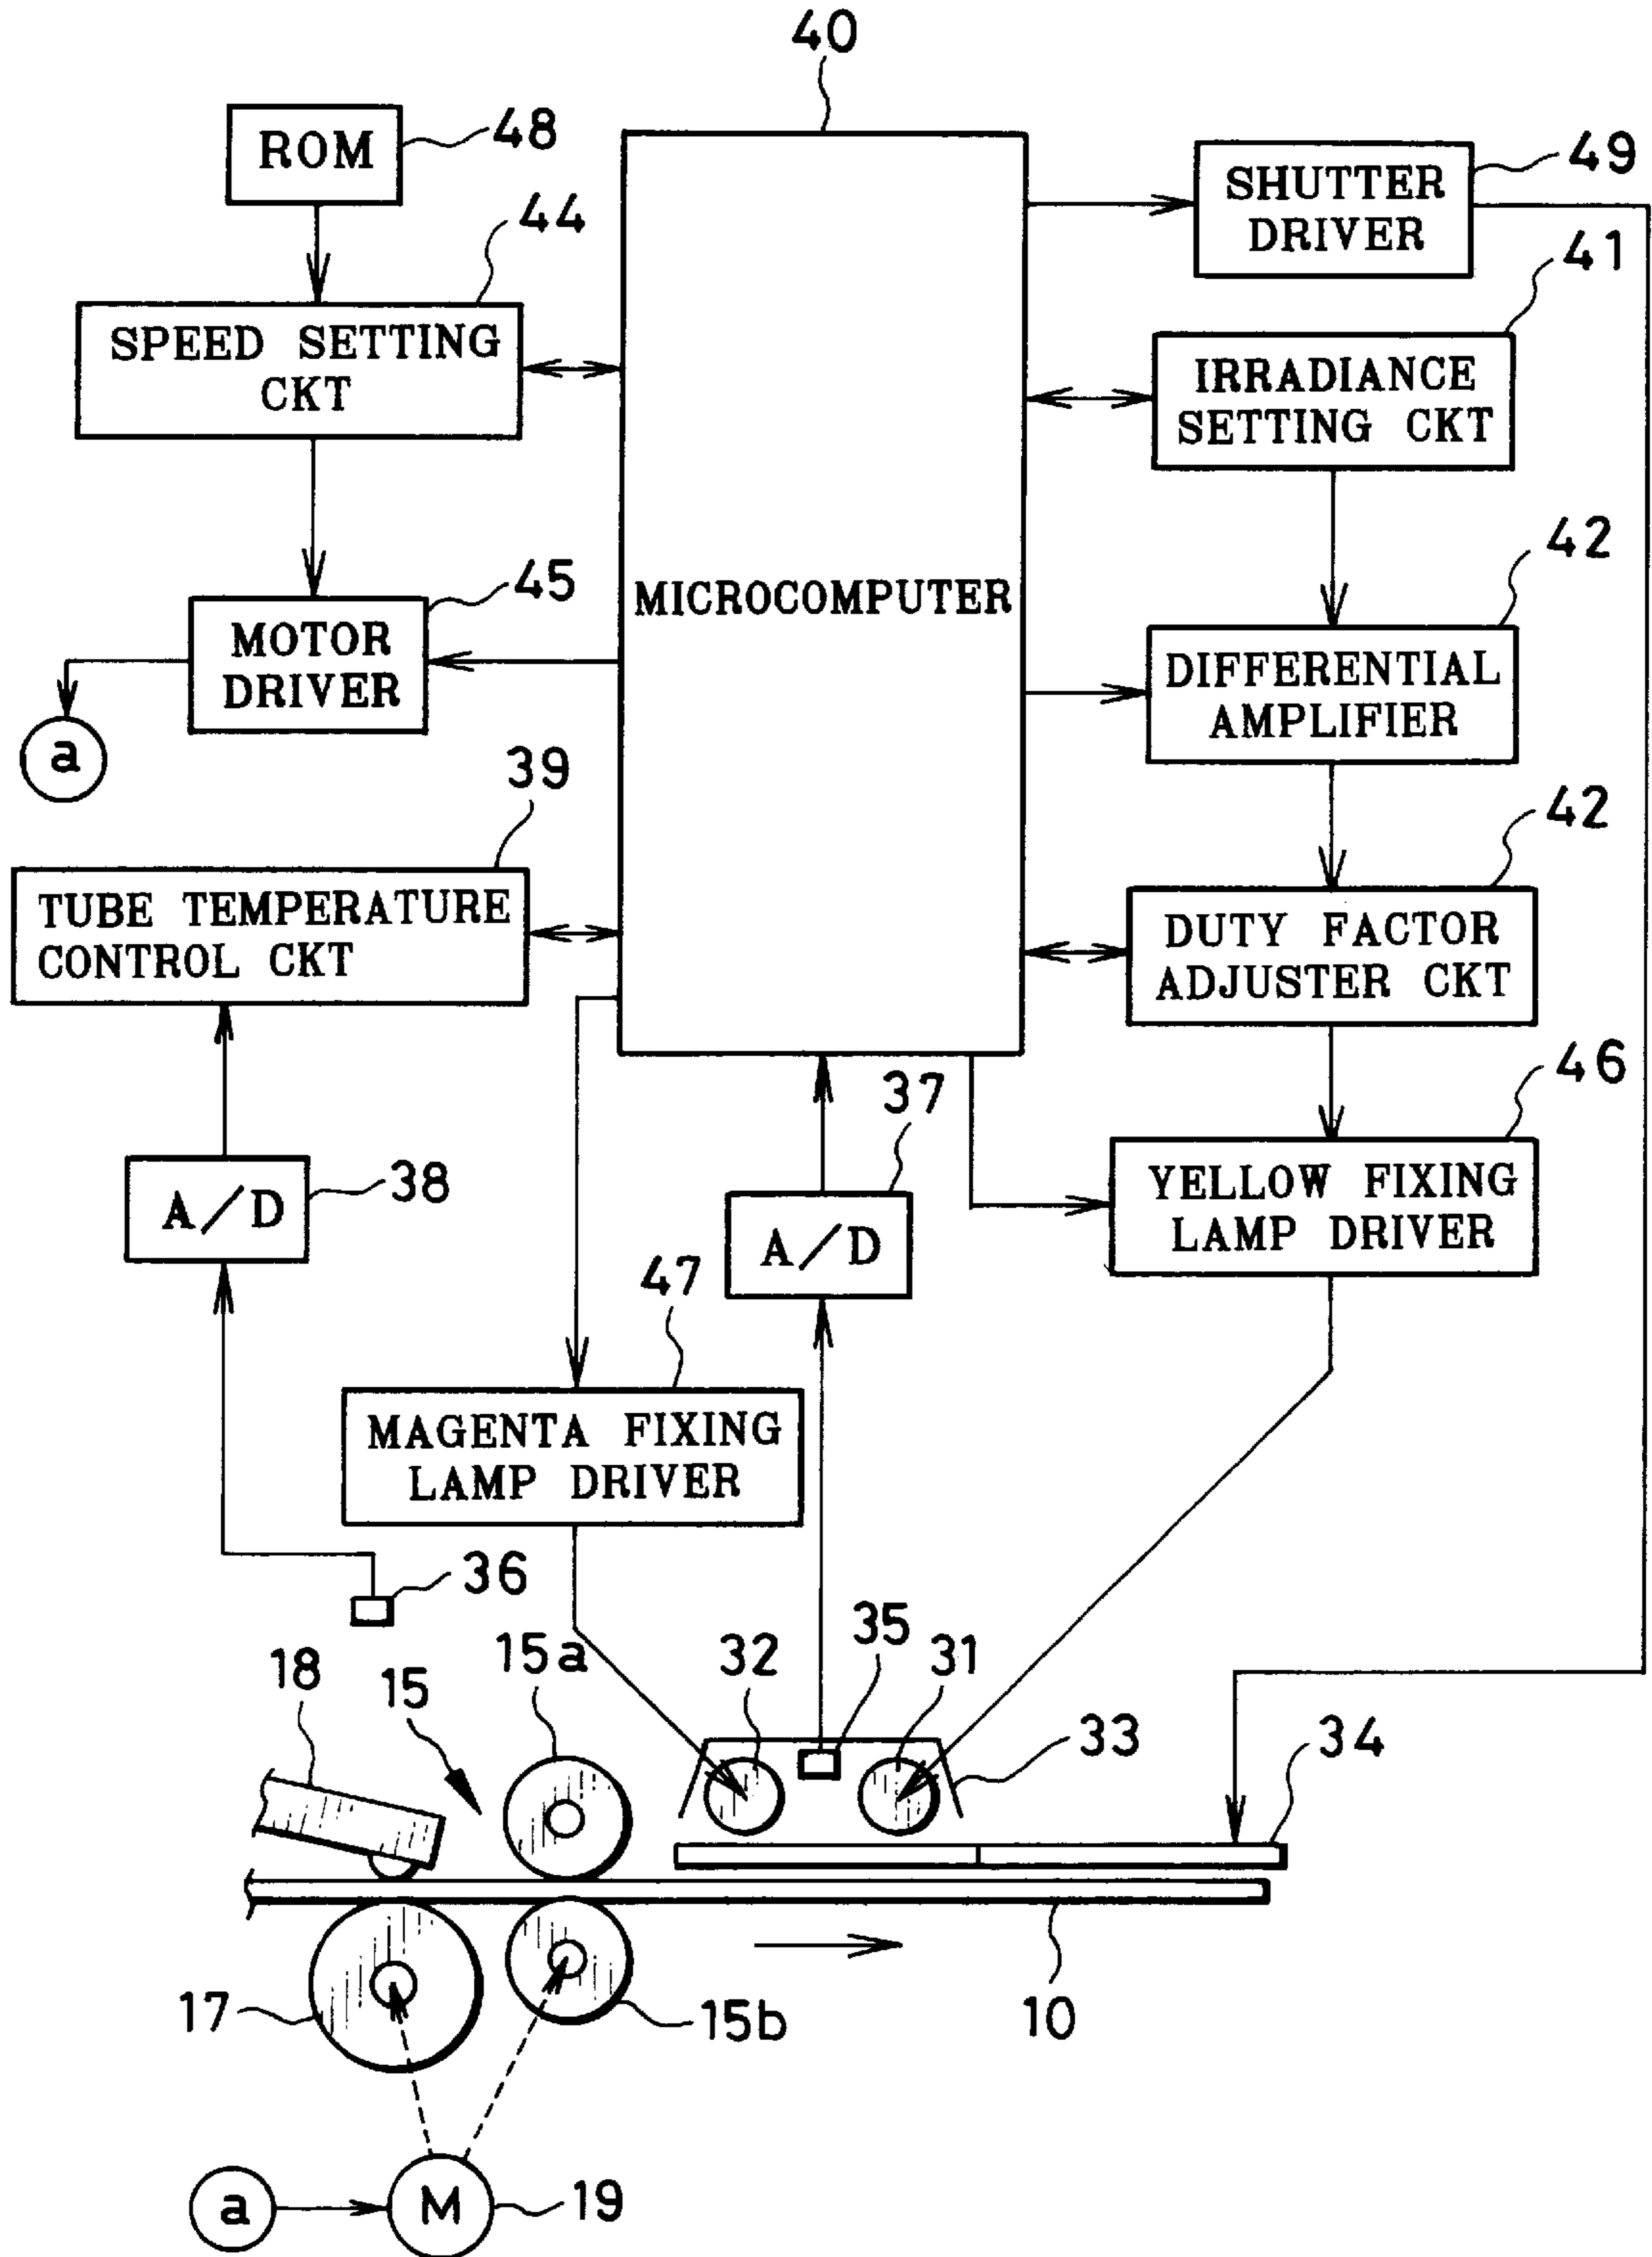 40
ROM
48
SHUTTER
DRIVER
49
44
41
SPEED SETTING
CKT
IRRADIANCE
SETTING CKT
42
45
MICROCOMPUTER
MOTOR
DRIVER
DIFFERENTIAL
AMPLIFIER
a
39
42
TUBE TEMPERATURE
CONTROL CKT
DUTY FACTOR
ADJUSTER CKT
37
46
A/D
38
A/D
YELLOW FIXING
LAMP DRIVER
47
MAGENTA FIXING
LAMP DRIVER
36
18
15
15a
32
35
31
33
34
17
15b
10
a
M
19